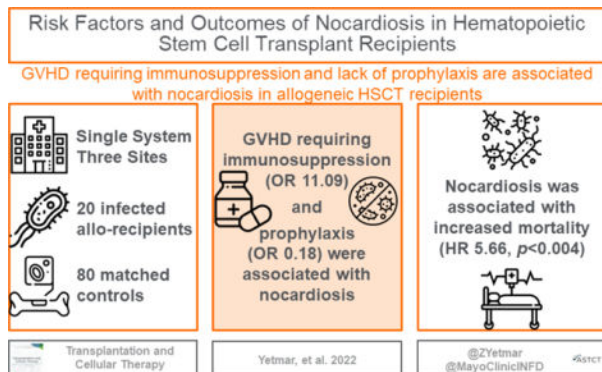 Risk Factors and Outcomes of Nocardiosis in Hematopoietic
Stem Cell Transplant Recipients
GVHD requiring immunosuppression and lack of prophylaxis are associated
with nocardiosis in allogeneic HSCT recipients
Single System
Three Sites
20 infected
allo-recipients
80 matched
controls
GVHD requiring
immunosuppression
(OR 11.09)
and
prophylaxis
(OR 0.18) were
associated with
nocardiosis
Nocardiosis was
associated with
increased mortality
(HR 5.66, p<0.004)
Transplantation and
Cellular Therapy
Yetmar, et al. 2022
@ZYetmar
@MayoClinicINFD
ASTCT